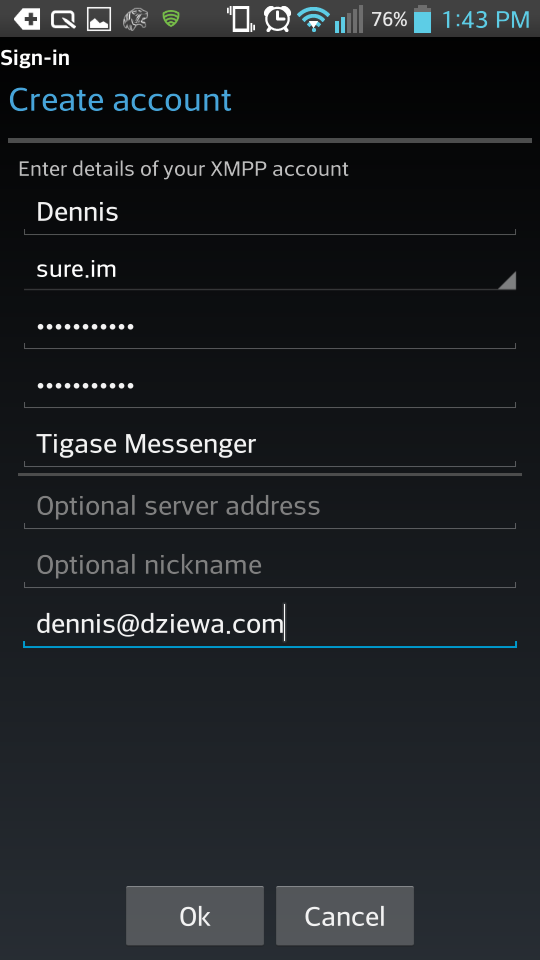 76% 1:43 PM
Sign-in
Create account
Enter details of your XMPP account
Dennis
sure.im
•••••••••••
•••••••••••
Tigase Messenger
Optional server address
Optional nickname
dennis@dziewa.com
Ok Cancel